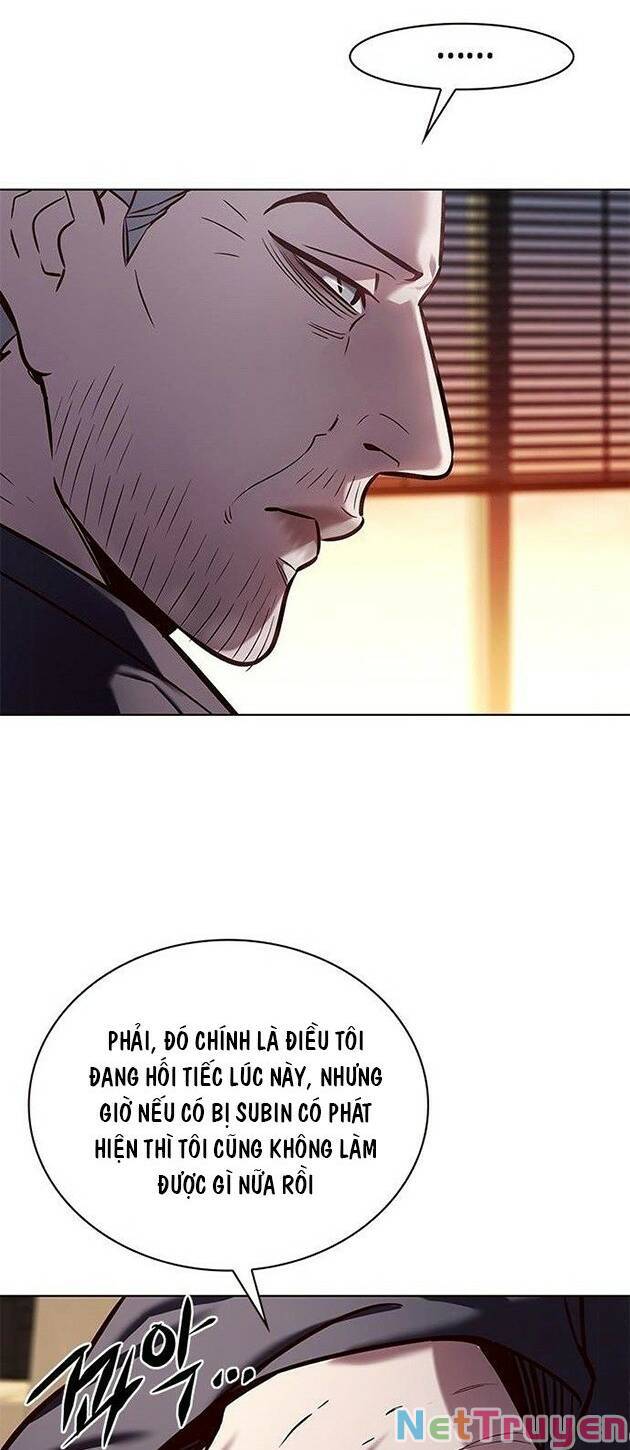 ......
PHẢI, ĐÓ CHÍNH LÀ ĐIỀU TÔI
ĐANG HỐI TIẾC LÚC NÀY, NHƯNG
GIỜ NẾU CÓ BỊ SUBIN CÓ PHÁT
HIỆN THÌ TÔI CŨNG KHÔNG LÀM
ĐƯỢC GÌ NỮA RỒI
꽈악...
NetTruyen